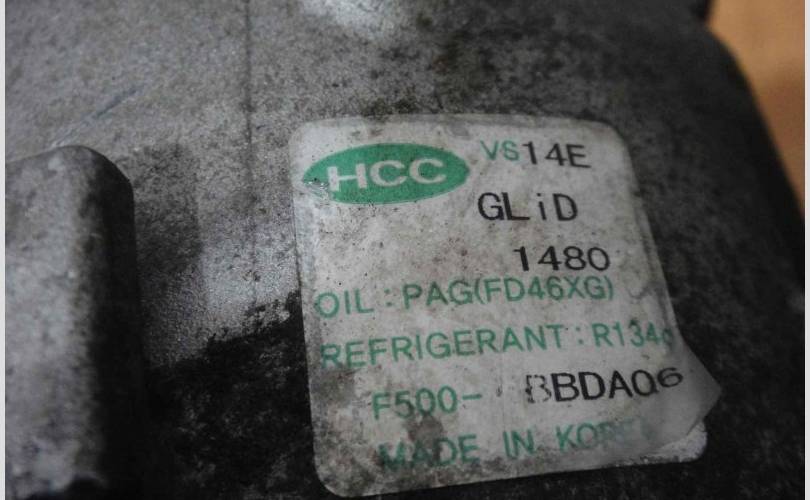 HCC VS14E
GLiD
1480
OIL : PAG(FD46XG)
REFRIGERANT : R134a
F500- BBDA06
MADE IN KOREA